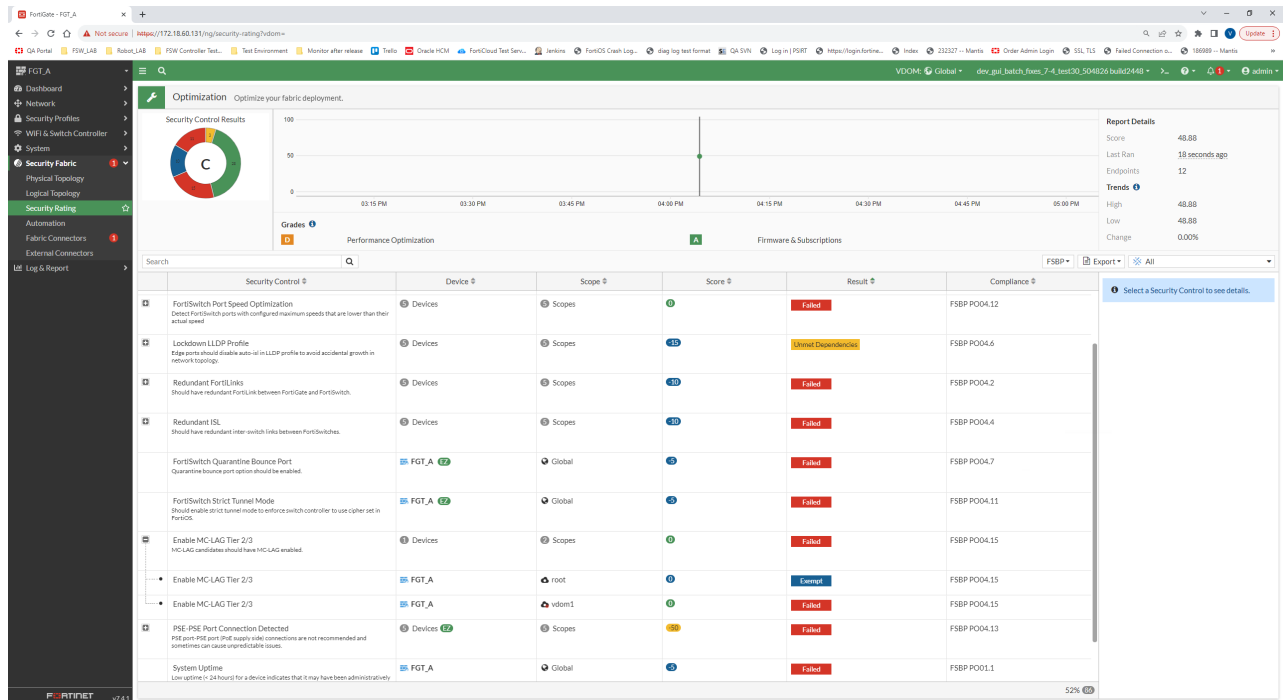 FortiGate - FGT_A
Not secure
https://172.18.60.131/ng/security-rating?vdom=
Update
QA Portal
FSW_LAB
Robot_LAB
FSW Controller Test...
Test Environment
Monitor after release
Trello
Oracle HCM
FortiCloud Test Serv...
Jenkins
FortiOS Crash Log...
diag log test format
QA SVN
Log in | PSIRT
https://login.fortine...
Index
232327 -- Mantis
Order Admin Login
SSL, TLS
Failed Connection o...
186989 -- Mantis
FGT_A
VDOM: Global
dev_gui_batch_fixes_7-4_test30_504826 build2448
>_
1
admin
Dashboard
Network
Security Profiles
WiFi & Switch Controller
System
Security Fabric 1
Physical Topology
Logical Topology
Security Rating
Automation
Fabric Connectors 1
External Connectors
Log & Report
FORTINET v7.4.1
Optimization Optimize your fabric deployment.
Security Control Results
C
100
50
0
03:15 PM 03:30 PM 03:45 PM 04:00 PM 04:15 PM 04:30 PM 04:45 PM 05:00 PM
Grades
D Performance Optimization
A Firmware & Subscriptions
Report Details
Score 48.88
Last Ran 18 seconds ago
Endpoints 12
Trends
High 48.88
Low 48.88
Change 0.00%
Search
FSBP
Export
All
Security Control Device Scope Score Result Compliance
Select a Security Control to see details.
FortiSwitch Port Speed Optimization 5 Devices 5 Scopes 0 Failed FSBP PO04.12
Detect FortiSwitch ports with configured maximum speeds that are lower than their
actual speed
Lockdown LLDP Profile 5 Devices 5 Scopes -15 Unmet Dependencies FSBP PO04.6
Edge ports should disable auto-isl in LLDP profile to avoid accidental growth in
network topology.
Redundant FortiLinks 5 Devices 5 Scopes -10 Failed FSBP PO04.2
Should have redundant FortiLink between FortiGate and FortiSwitch.
Redundant ISL 5 Devices 5 Scopes -10 Failed FSBP PO04.4
Should have redundant inter-switch links between FortiSwitches.
FortiSwitch Quarantine Bounce Port FGT_A EZ Global -5 Failed FSBP PO04.7
Quarantine bounce port option should be enabled.
FortiSwitch Strict Tunnel Mode FGT_A EZ Global -5 Failed FSBP PO04.11
Should enable strict tunnel mode to enforce switch controller to use cipher set in
FortiOS.
Enable MC-LAG Tier 2/3 1 Devices 2 Scopes 0 Failed FSBP PO04.15
MC-LAG candidates should have MC-LAG enabled.
Enable MC-LAG Tier 2/3 FGT_A root 0 Exempt FSBP PO04.15
Enable MC-LAG Tier 2/3 FGT_A vdom1 0 Failed FSBP PO04.15
PSE-PSE Port Connection Detected 5 Devices EZ 5 Scopes -50 Failed FSBP PO04.13
PSE port-PSE port (PoE supply side) connections are not recommended and
sometimes can cause unpredictable issues.
System Uptime FGT_A Global -5 Failed FSBP PO01.1
Low uptime (< 24 hours) for a device indicates that it may have been administratively
52% 86